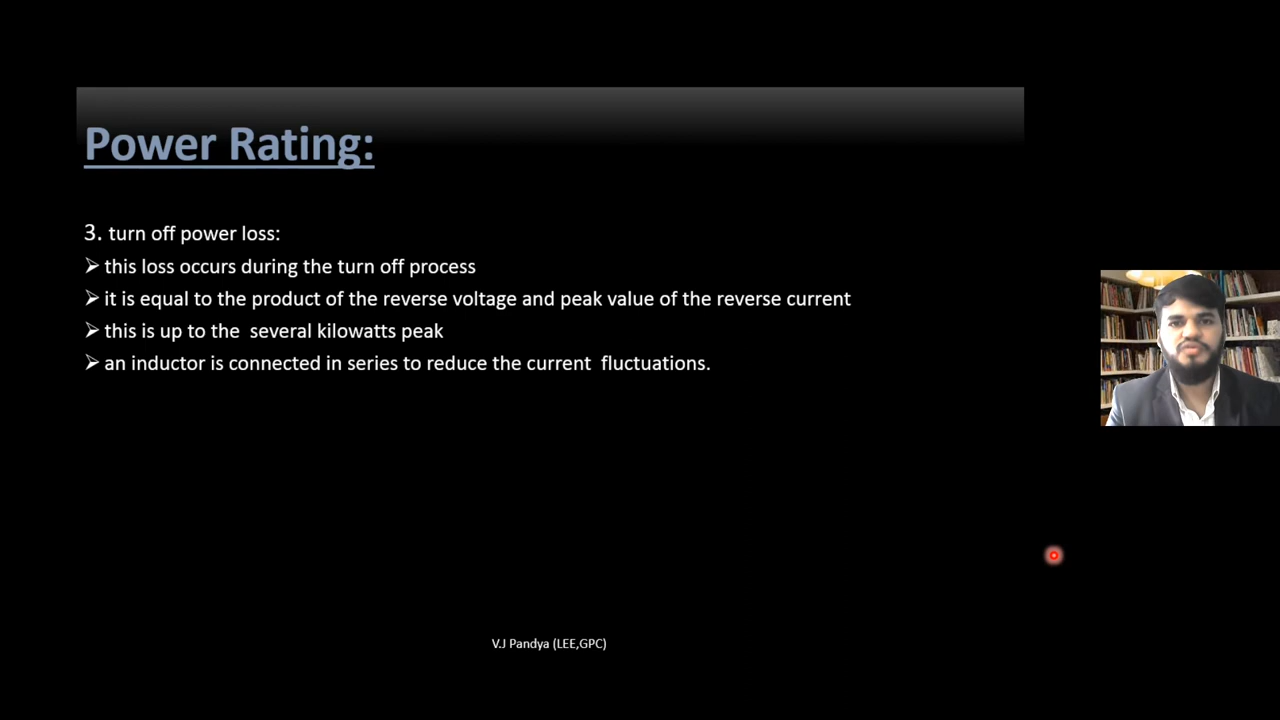 Power Rating:
3. turn off power loss:
➢ this loss occurs during the turn off process
➢ it is equal to the product of the reverse voltage and peak value of the reverse current
➢ this is up to the  several kilowatts peak
➢ an inductor is connected in series to reduce the current  fluctuations.
V.J Pandya (LEE,GPC)